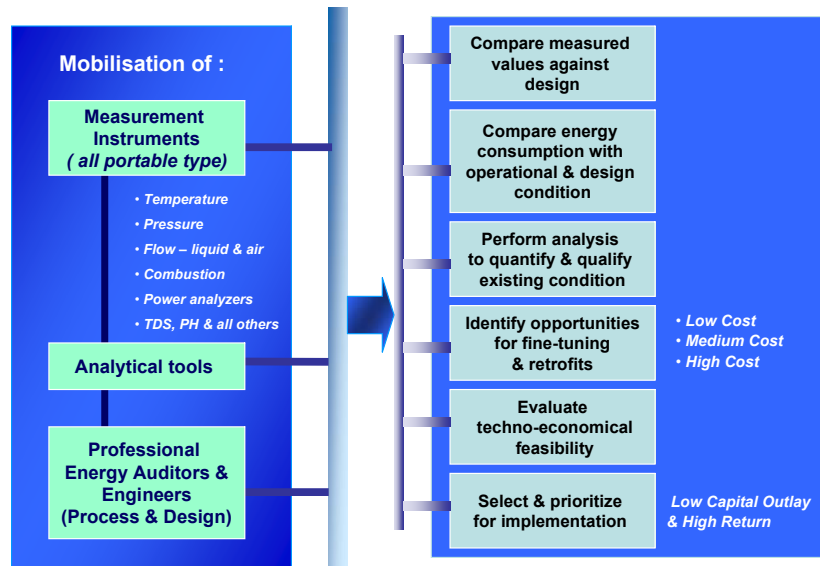 Mobilisation of :
Measurement
Instruments
( all portable type)
• Temperature
• Pressure
• Flow – liquid & air
• Combustion
• Power analyzers
• TDS, PH & all others
Analytical tools
Professional
Energy Auditors &
Engineers
(Process & Design)
Compare measured
values against
design
Compare energy
consumption with
operational & design
condition
Perform analysis
to quantify & qualify
existing condition
Identify opportunities
for fine-tuning
& retrofits
• Low Cost
• Medium Cost
• High Cost
Evaluate
techno-economical
feasibility
Select & prioritize
for implementation
Low Capital Outlay
& High Return